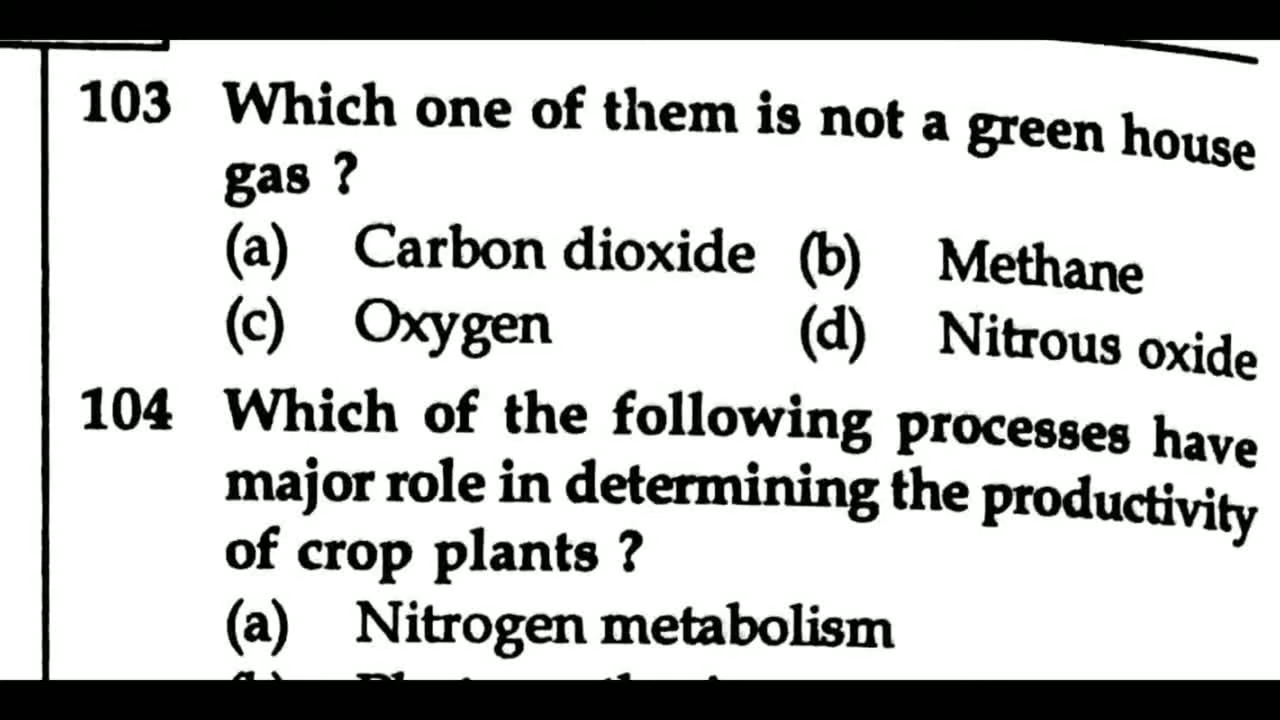 103 Which one of them is not a green house
gas ?
(a) Carbon dioxide (b) Methane
(c) Oxygen (d) Nitrous oxide
104 Which of the following processes have
major role in determining the productivity
of crop plants ?
(a) Nitrogen metabolism